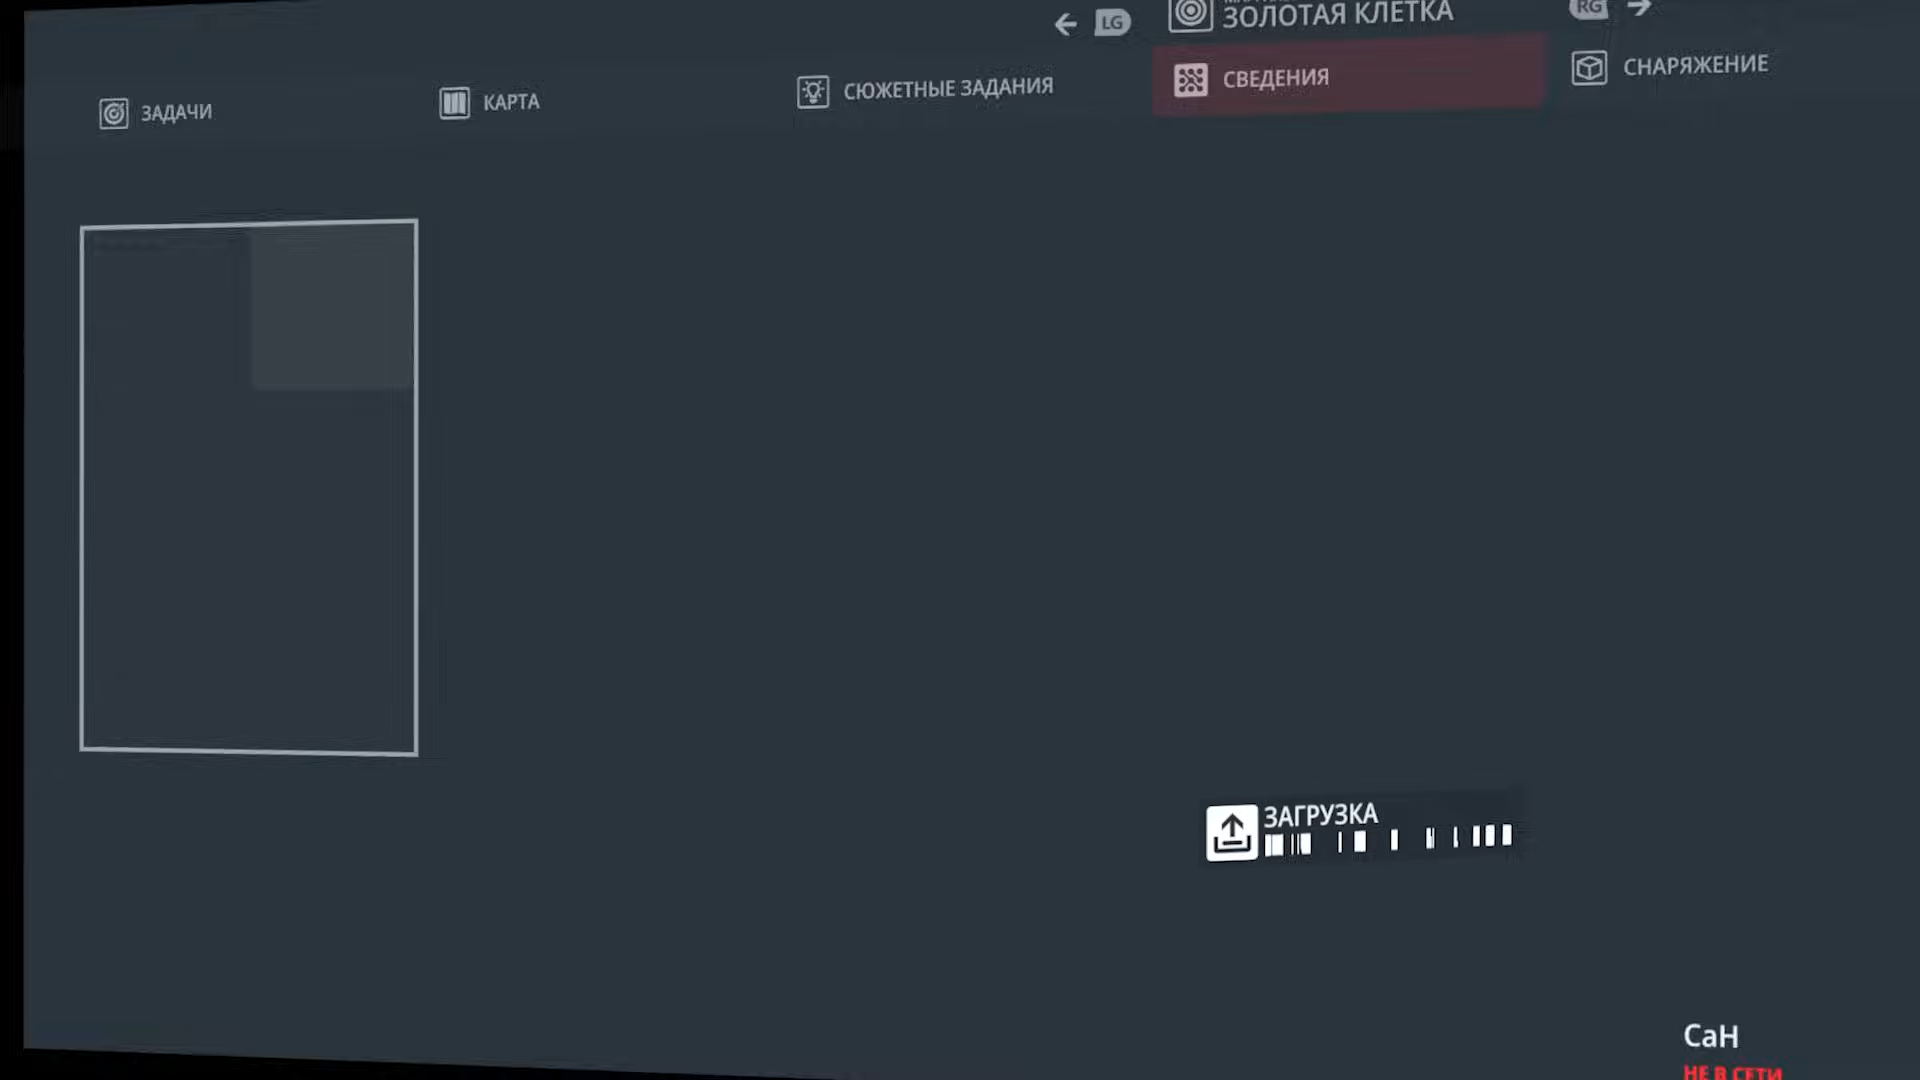 LG
ЗОЛОТАЯ КЛЕТКА
RG
ЗАДАЧИ
КАРТА
СЮЖЕТНЫЕ ЗАДАНИЯ
СВЕДЕНИЯ
СНАРЯЖЕНИЕ
ЗАГРУЗКА
СаН
НЕ В СЕТИ